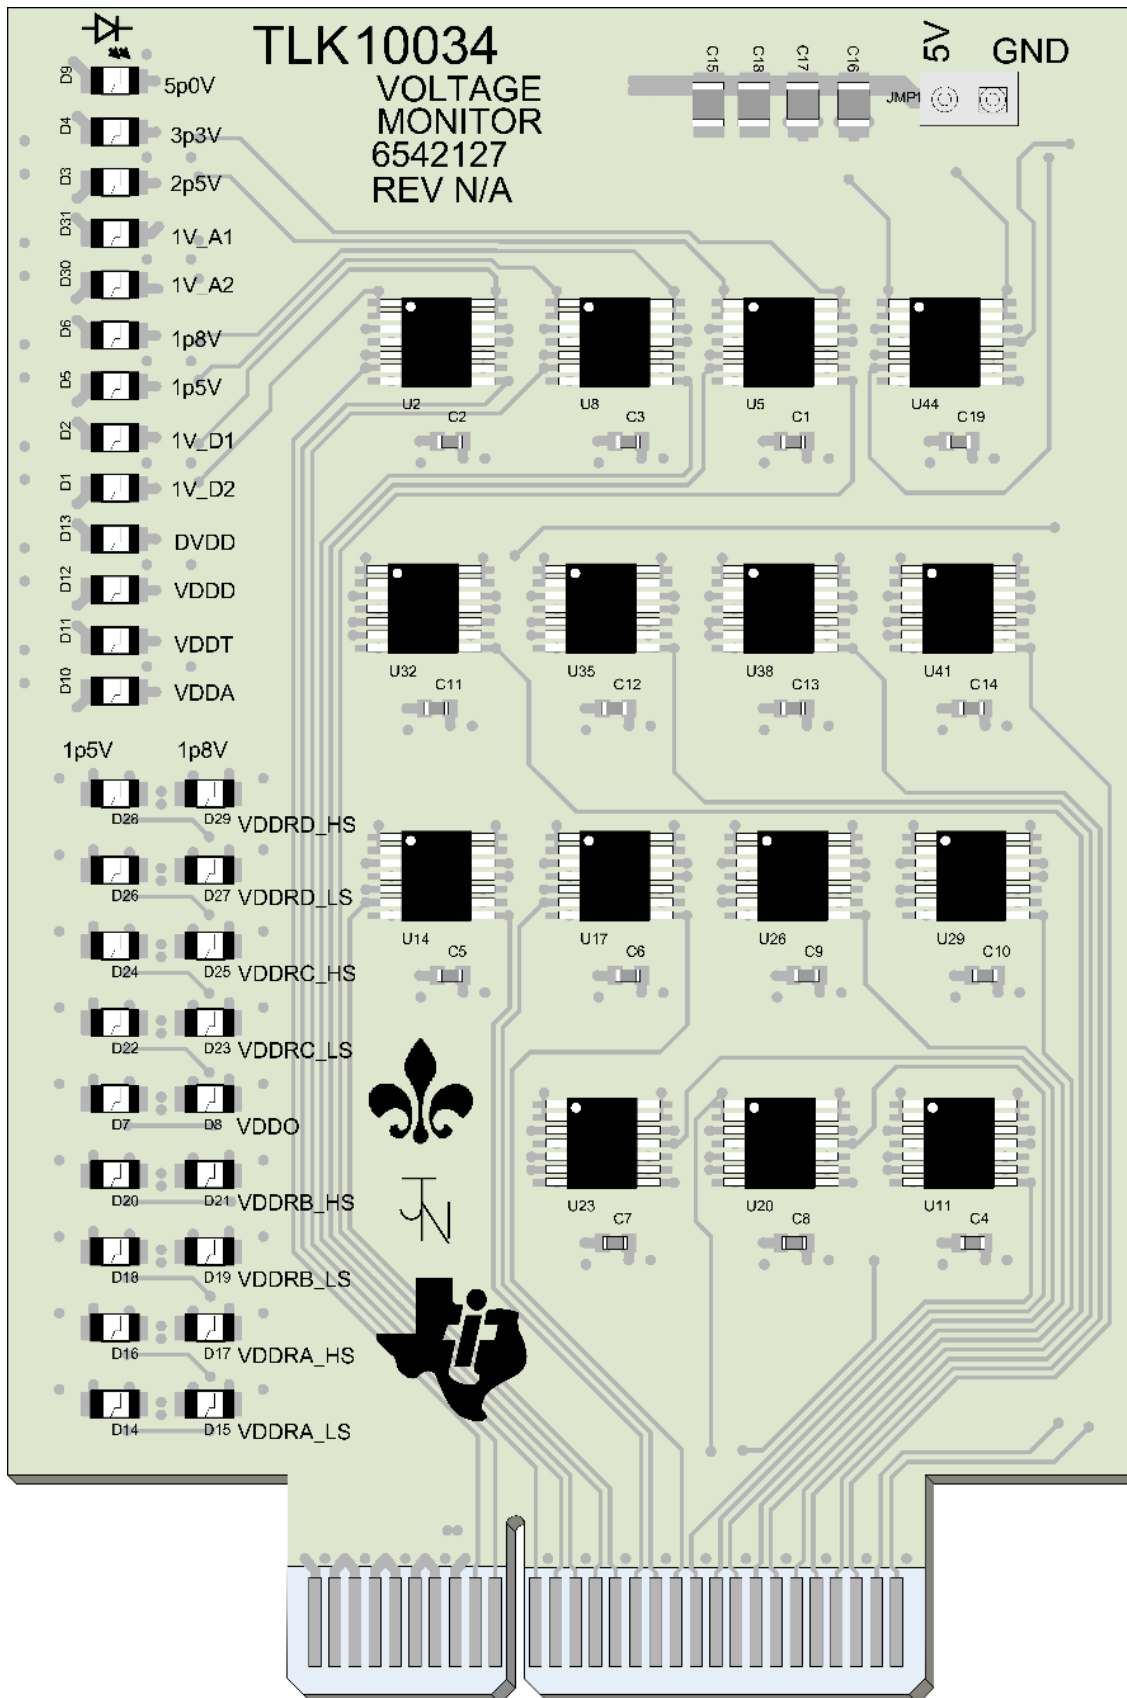 TLK10034
VOLTAGE
MONITOR
6542127
REV N/A
C15 C18 C17 C16
5V GND
JMP1
D9 5p0V
D4 3p3V
D3 2p5V
D31 1V_A1
D30 1V_A2
D6 1p8V
D5 1p5V
D2 1V_D1
D1 1V_D2
D13 DVDD
D12 VDDD
D11 VDDT
D10 VDDA
U2 U8 U5 U44
C2 C3 C1 C19
U32 U35 U38 U41
C11 C12 C13 C14
1p5V 1p8V
D28 D29 VDDRD_HS
D26 D27 VDDRD_LS
D24 D25 VDDRC_HS
D22 D23 VDDRC_LS
D7 D8 VDDO
D20 D21 VDDRB_HS
D18 D19 VDDRB_LS
D16 D17 VDDRA_HS
D14 D15 VDDRA_LS
U14 U17 U26 U29
C5 C6 C9 C10
U23 U20 U11
C7 C8 C4
JN
ti